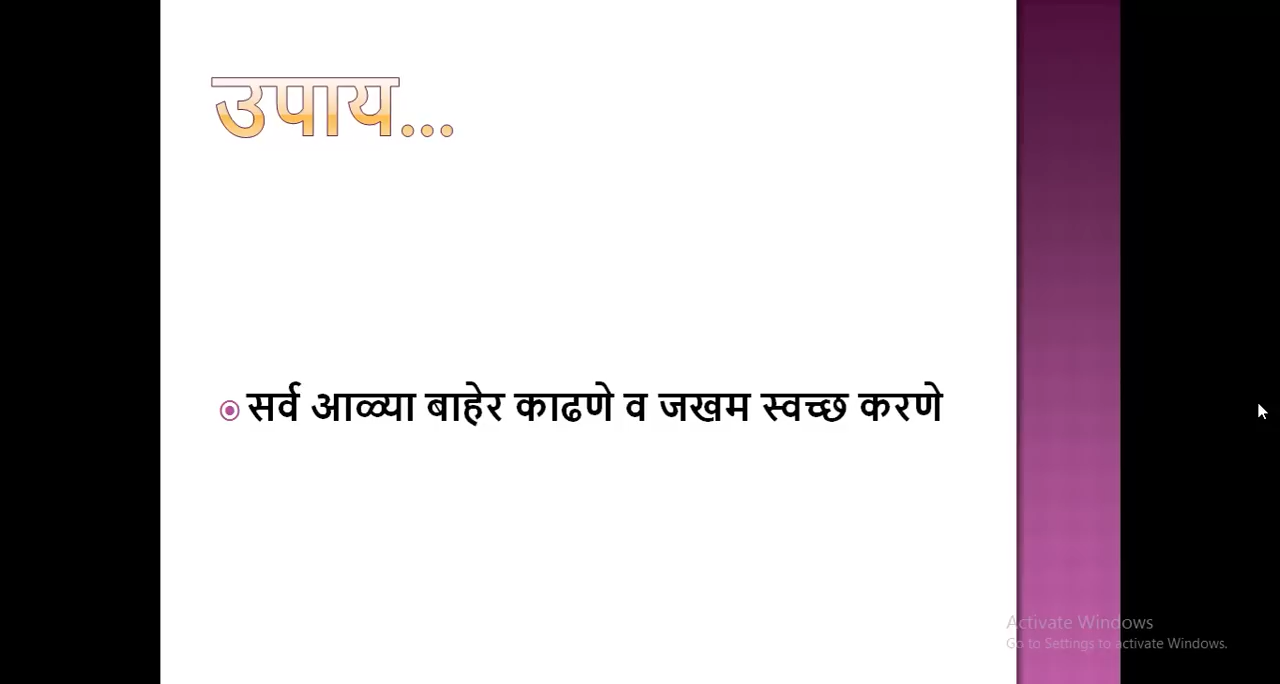 उपाय...
सर्व आळ्या बाहेर काढणे व जखम स्वच्छ करणे
Activate Windows
Go to Settings to activate Windows.